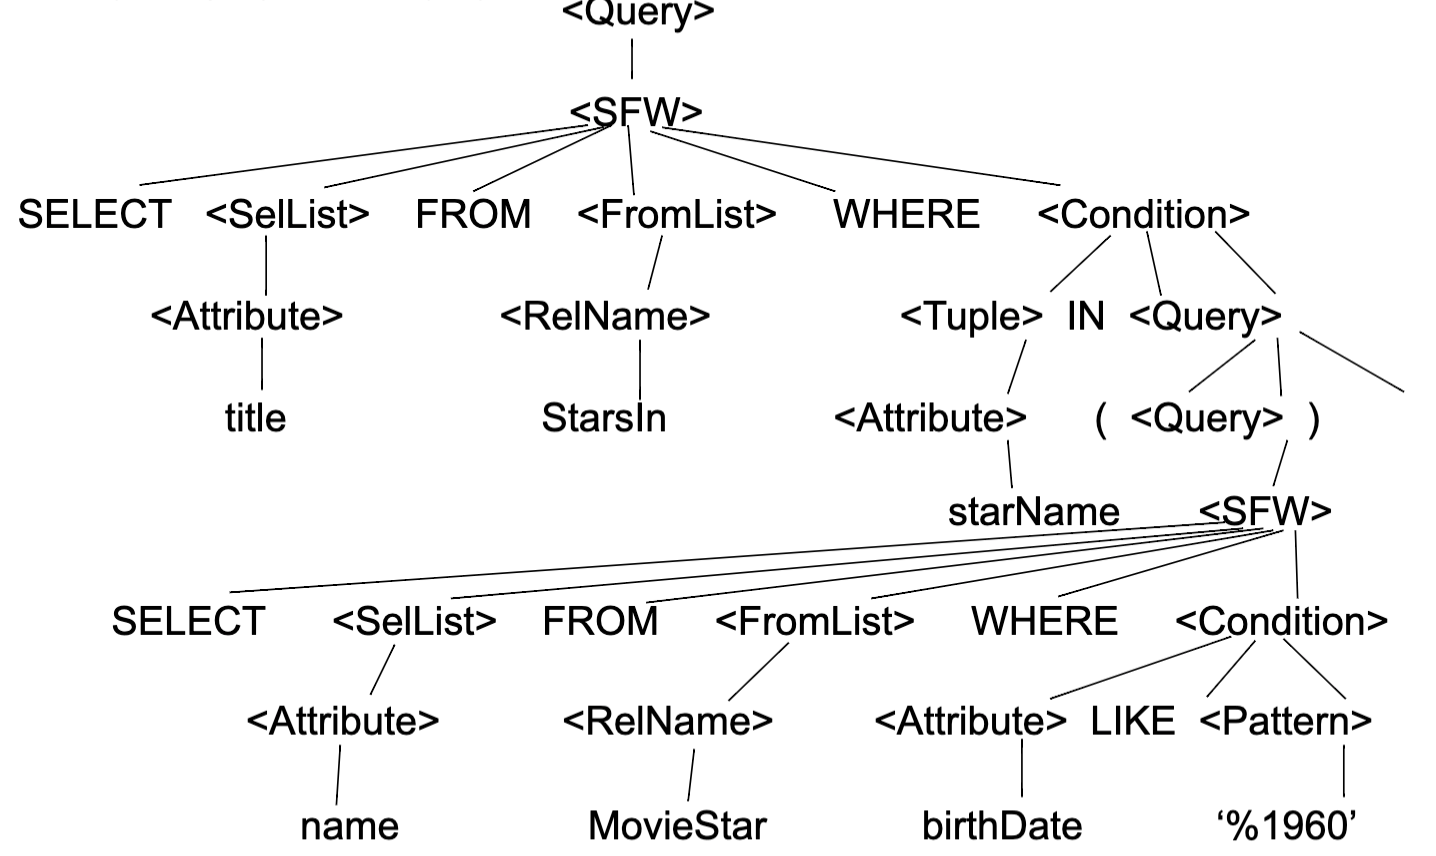 <Query>
<SFW>
SELECT <SelList> FROM <FromList> WHERE <Condition>
<Attribute> <RelName> <Tuple> IN <Query>
title StarsIn <Attribute> ( <Query> )
starName <SFW>
SELECT <SelList> FROM <FromList> WHERE <Condition>
<Attribute> <RelName> <Attribute> LIKE <Pattern>
name MovieStar birthDate ‘%1960’